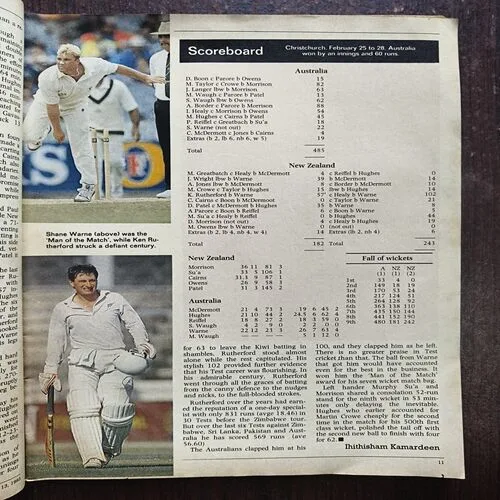 Scoreboard
Christchurch. February 25 to 28. Australia
won by an innings and 60 runs.
Australia
D. Boon c Parore b Owens 15
M. Taylor c Crowe b Morrison 82
J. Langer lbw b Morrison 63
M. Waugh c Parore b Patel 13
S. Waugh lbw b Owens 62
A. Border c Parore b Morrison 88
I. Healy c Morrison b Owens 54
M. Hughes c Cairns b Patel 45
P. Reiffel c Greatbatch b Su'a 18
S. Warne (not out) 22
C. McDermott c Jones b Cairns 4
Extras (b 2, lb 6, nb 6, w 5) 19
Total 485
New Zealand
M. Greatbatch c Healy b McDermott 4 c Reiffel b Hughes 0
J. Wright lbw b Warne 39 b McDermott 14
A. Jones lbw b McDermott 8 c Border b McDermott 10
M. Crowe c Taylor b Hughes 15 lbw b Hughes 14
K. Rutherford b Warne 57 c Healy b Warne 102
C. Cairns c Boon b McDermott 0 c Taylor b Warne 21
D. Patel c McDermott b Hughes 35 b Warne 8
A Parore c Boon b Reiffel 6 c Boon b Warne 5
M. Su'a c Healy b Reiffel 0 b Hughes 44
D. Morrison (not out) 4 c Healy b Hughes 19
M. Owens lbw b Warne 0 (not out) 0
Extras (b 2, lb 4, nb 4, w 4) 14 Extras (lb 2, nb 4) 6
Total 182 Total 243
New Zealand
Morrison 36 11 81 3
Su'a 33 5 106 1
Cairns 31.3 9 87 1
Owens 26 9 58 3
Patel 31 3 145 2
Australia
McDermott 21 4 73 3 19 6 45 2
Hughes 21 10 44 2 24.5 6 62 4
Reiffel 18 8 27 2 18 3 59 0
S. Waugh 4 2 9 0 2 2 0 0
Warne 22 12 23 3 26 7 63 4
M. Waugh 5 1 12 0
Fall of wickets
A NZ NZ
(1) (1) (2)
1st 33 4 0
2nd 149 18 19
3rd 170 53 24
4th 217 124 51
5th 264 128 92
6th 363 138 110
7th 435 150 144
8th 441 152 190
9th 480 181 242
Shane Warne (above) was the
'Man of the Match', while Ken Ru-
therford struck a defiant century.
for 63 to leave the Kiwi batting in
shambles. Rutherford stood almost
alone while the rest capitulated. His
stylish 102 provided further evidence
that his Test career was flourishing. In
his admirable century Rutherford
went through all the graces of batting
from the canny defence to the nudges
and nicks, to the full-blooded strokes.
Rutherford over the years had earn-
ed the reputation of a one-day special-
ist with only 831 runs (avge 18.46) in
30 Tests before the Zimbabwe tour.
But over the last six Tests against Zim-
babwe, Sri Lanka, Pakistan and Aust-
ralia he has scored 569 runs (ave
56.60)
The Australians clapped him at his
100, and they clapped him as he left.
There is no greater praise in Test
cricket than that. The ball from Warne
that got him would have accounted
even for the best in the business. It
won him the 'Man of the Match'
award for his seven wicket match bag.
Left hander Murphy Su'a and
Morrison shared a consolation 52-run
stand for the ninth wicket in 53 mins-
utes only delaying the inevitable.
Hughes who earlier accounted for
Martin Crowe cheaply for the second
time in the match for his 500th first
class wicket, polished the tail off with
the second new ball to finish with four
for 62.
Ihithisham Kamardeen
11